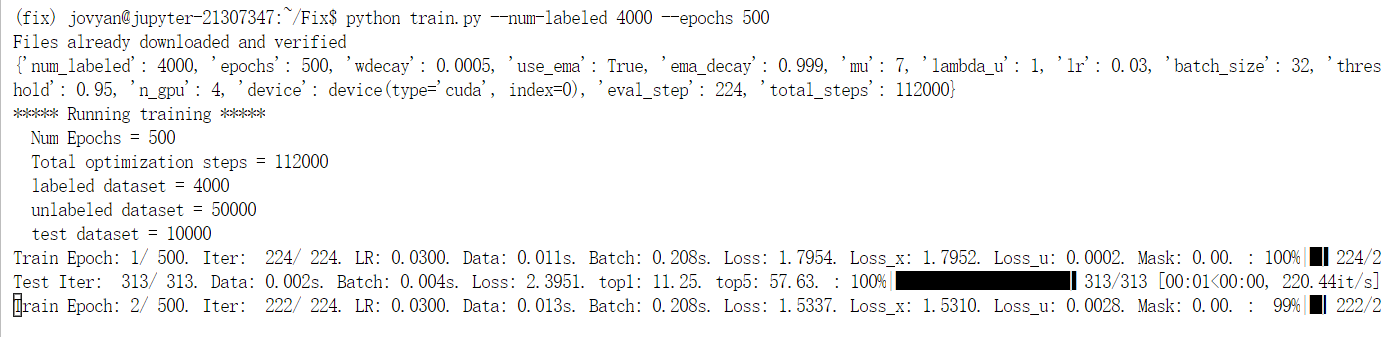 (fix) jovyan@jupyter-21307347:~/Fix$ python train.py --num-labeled 4000 --epochs 500
Files already downloaded and verified
{'num_labeled': 4000, 'epochs': 500, 'wdecay': 0.0005, 'use_ema': True, 'ema_decay': 0.999, 'mu': 7, 'lambda_u': 1, 'lr': 0.03, 'batch_size': 32, 'thres
hold': 0.95, 'n_gpu': 4, 'device': device(type='cuda', index=0), 'eval_step': 224, 'total_steps': 112000}
***** Running training *****
  Num Epochs = 500
  Total optimization steps = 112000
  labeled dataset = 4000
  unlabeled dataset = 50000
  test dataset = 10000
Train Epoch: 1/ 500. Iter:  224/ 224. LR: 0.0300. Data: 0.011s. Batch: 0.208s. Loss: 1.7954. Loss_x: 1.7952. Loss_u: 0.0002. Mask: 0.00. : 100%|██| 224/2
Test Iter:  313/ 313. Data: 0.002s. Batch: 0.004s. Loss: 2.3951. top1: 11.25. top5: 57.63. : 100%|██████████| 313/313 [00:01<00:00, 220.44it/s]
Train Epoch: 2/ 500. Iter:  222/ 224. LR: 0.0300. Data: 0.013s. Batch: 0.208s. Loss: 1.5337. Loss_x: 1.5310. Loss_u: 0.0028. Mask: 0.00. :  99%|█| 222/2